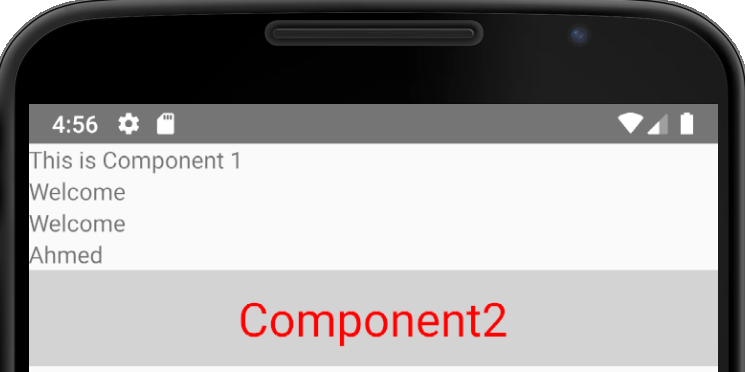 4:56
This is Component 1
Welcome
Welcome
Ahmed
Component2